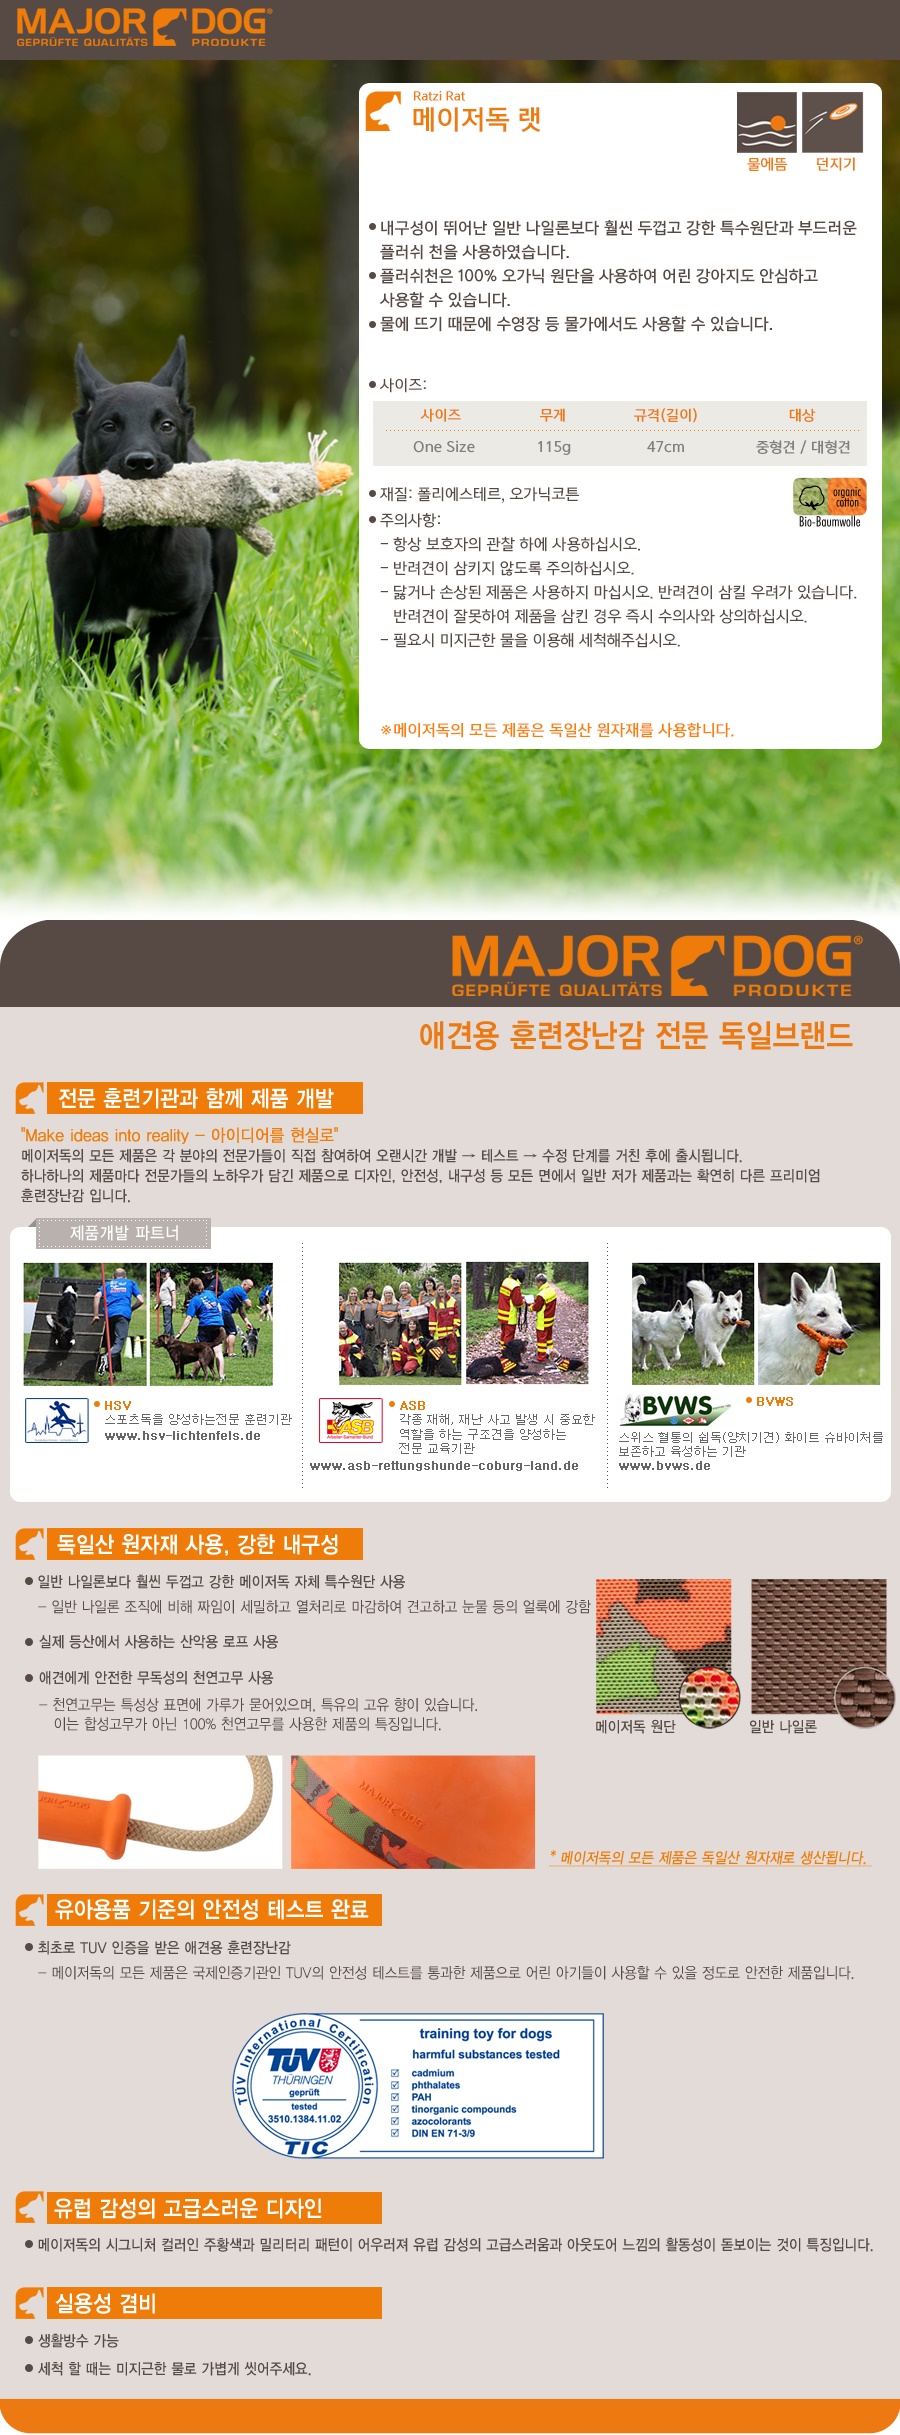 MAJOR DOG®
GEPRÜFTE QUALITÄTS PRODUKTE
Ratzi Rat
메이저독 랫
물에뜸 던지기
● 내구성이 뛰어난 일반 나일론보다 훨씬 두껍고 강한 특수원단과 부드러운
플러쉬 천을 사용하였습니다.
● 플러쉬천은 100% 오가닉 원단을 사용하여 어린 강아지도 안심하고
사용할 수 있습니다.
● 물에 뜨기 때문에 수영장 등 물가에서도 사용할 수 있습니다.
● 사이즈:
사이즈 무게 규격(길이) 대상
One Size 115g 47cm 중형견 / 대형견
● 재질: 폴리에스테르, 오가닉코튼
organic
cotton
Bio-Baumwolle
● 주의사항:
- 항상 보호자의 관찰 하에 사용하십시오.
- 반려견이 삼키지 않도록 주의하십시오.
- 닳거나 손상된 제품은 사용하지 마십시오. 반려견이 삼킬 우려가 있습니다.
반려견이 잘못하여 제품을 삼킨 경우 즉시 수의사와 상의하십시오.
- 필요시 미지근한 물을 이용해 세척해주십시오.
※메이저독의 모든 제품은 독일산 원자재를 사용합니다.
MAJOR DOG®
GEPRÜFTE QUALITÄTS PRODUKTE
애견용 훈련장난감 전문 독일브랜드
전문 훈련기관과 함께 제품 개발
"Make ideas into reality - 아이디어를 현실로"
메이저독의 모든 제품은 각 분야의 전문가들이 직접 참여하여 오랜시간 개발 → 테스트 → 수정 단계를 거친 후에 출시됩니다.
하나하나의 제품마다 전문가들의 노하우가 담긴 제품으로 디자인, 안전성, 내구성 등 모든 면에서 일반 저가 제품과는 확연히 다른 프리미엄
훈련장난감 입니다.
제품개발 파트너
● HSV
스포츠독을 양성하는전문 훈련기관
www.hsv-lichtenfels.de
ASB
Arbeiter-Samariter-Bund
● ASB
각종 재해, 재난 사고 발생 시 중요한
역할을 하는 구조견을 양성하는
전문 교육기관
www.asb-rettungshunde-coburg-land.de
BVWS
● BVWS
스위스 혈통의 쉽독(양치기견) 화이트 슈바이처를
보존하고 육성하는 기관
www.bvws.de
독일산 원자재 사용, 강한 내구성
● 일반 나일론보다 훨씬 두껍고 강한 메이저독 자체 특수원단 사용
- 일반 나일론 조직에 비해 짜임이 세밀하고 열처리로 마감하여 견고하고 눈물 등의 얼룩에 강함
● 실제 등산에서 사용하는 산악용 로프 사용
● 애견에게 안전한 무독성의 천연고무 사용
- 천연고무는 특성상 표면에 가루가 묻어있으며, 특유의 고유 향이 있습니다.
이는 합성고무가 아닌 100% 천연고무를 사용한 제품의 특징입니다.
메이저독 원단 일반 나일론
MAJOR DOG
* 메이저독의 모든 제품은 독일산 원자재로 생산됩니다.
유아용품 기준의 안전성 테스트 완료
● 최초로 TUV 인증을 받은 애견용 훈련장난감
- 메이저독의 모든 제품은 국제인증기관인 TUV의 안전성 테스트를 통과한 제품으로 어린 아기들이 사용할 수 있을 정도로 안전한 제품입니다.
TÜV International Certification
TÜV
THÜRINGEN
geprüft
tested
3510.1384.11.02
TIC
training toy for dogs
harmful substances tested
☑ cadmium
☑ phthalates
☑ PAH
☑ tinorganic compounds
☑ azocolorants
☑ DIN EN 71-3/9
유럽 감성의 고급스러운 디자인
● 메이저독의 시그니처 컬러인 주황색과 밀리터리 패턴이 어우러져 유럽 감성의 고급스러움과 아웃도어 느낌의 활동성이 돋보이는 것이 특징입니다.
실용성 겸비
● 생활방수 가능
● 세척 할 때는 미지근한 물로 가볍게 씻어주세요.